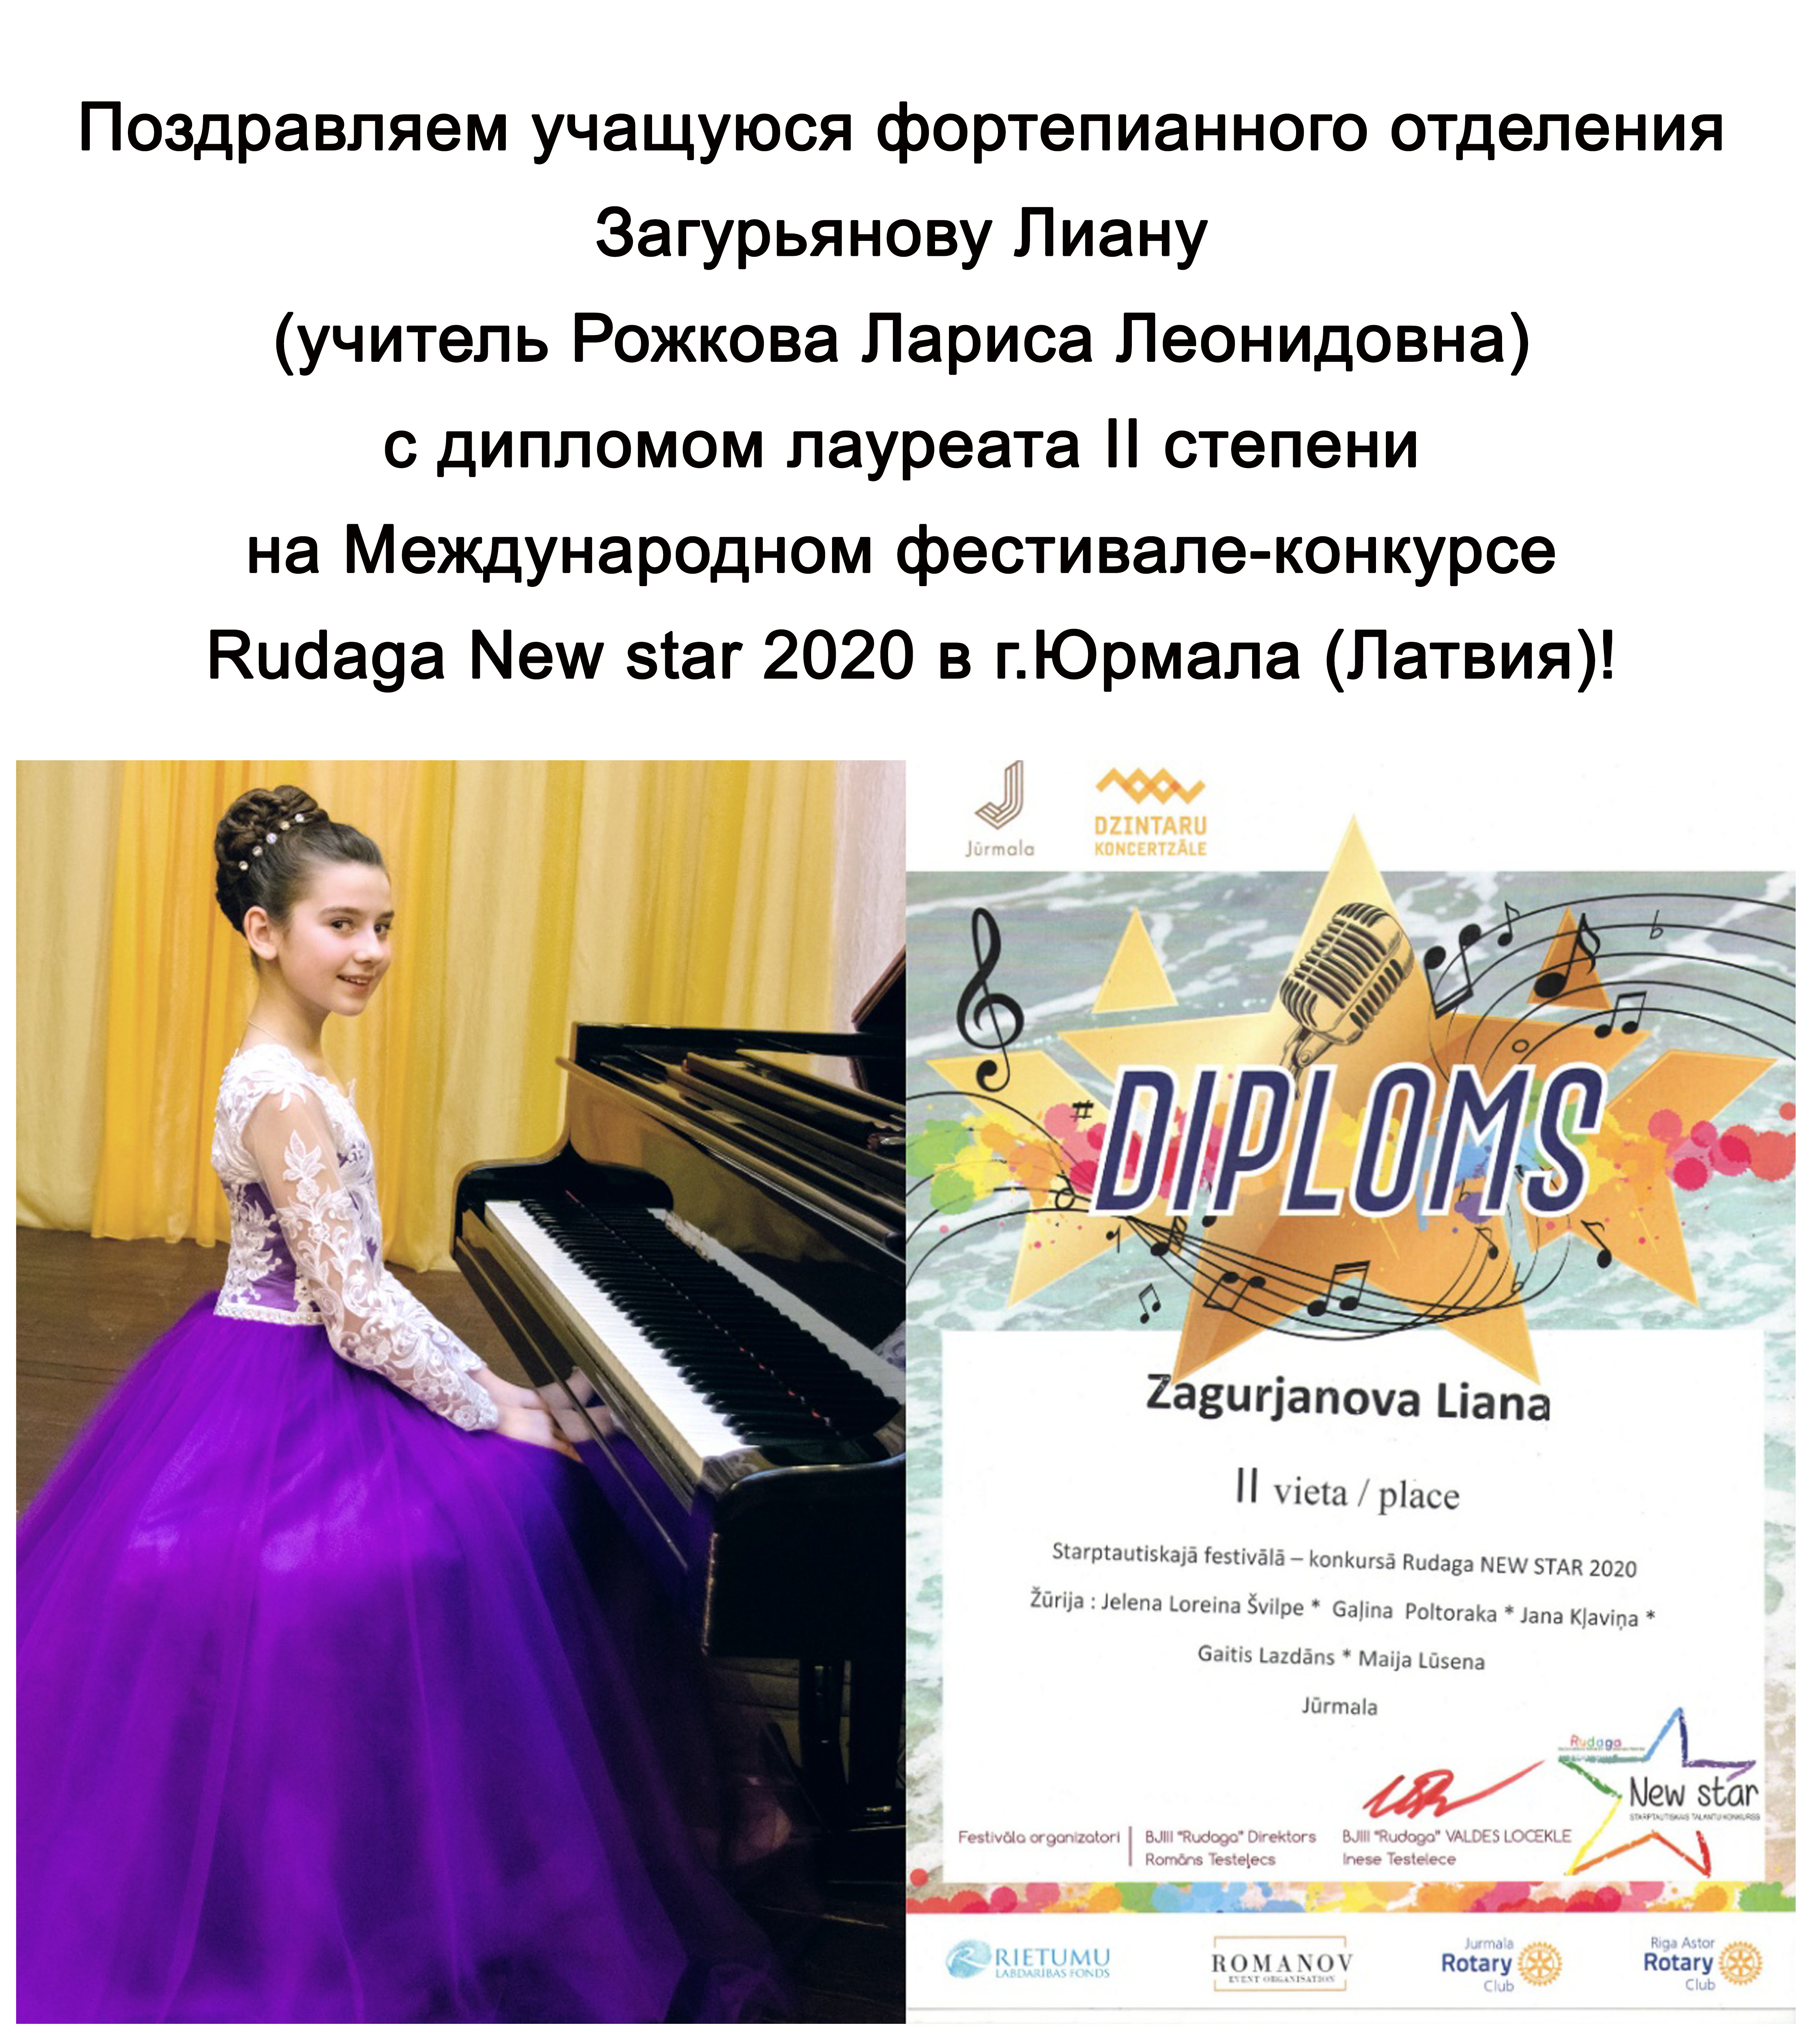 Поздравляем учащуюся фортепианного отделения
Загурьянову Лиану
(учитель Рожкова Лариса Леонидовна)
с дипломом лауреата II степени
на Международном фестивале-конкурсе
Rudaga New star 2020 в г.Юрмала (Латвия)!
Jūrmala
DZINTARU
KONCERTZĀLE
DIPLOMS
Zagurjanova Liana
II vieta / place
Starptautiskajā festivālā – konkursā Rudaga NEW STAR 2020
Žūrija : Jelena Loreina Švilpe * Gaļina Poltoraka * Jana Kļaviņa *
Gaitis Lazdāns * Maija Lūsena
Jūrmala
Rudaga
New star
STARPTAUTISKAIS TALANTU KONKURSS
Festivāla organizatori
BJIII "Rudaga" Direktors
Romāns Testeļecs
BJIII "Rudaga" VALDES LOCEKLE
Inese Testelece
RIETUMU
LABDARĪBAS FONDS
ROMANOV
EVENT ORGANISATION
Jurmala
Rotary
Club
Riga Astor
Rotary
Club